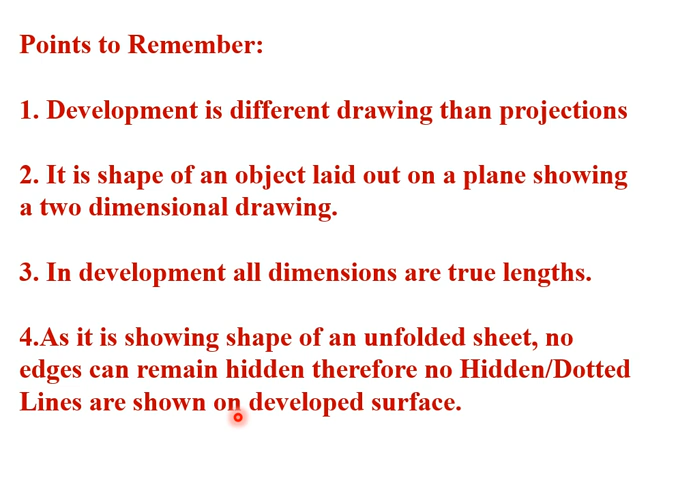 Points to Remember:
1. Development is different drawing than projections
2. It is shape of an object laid out on a plane showing
a two dimensional drawing.
3. In development all dimensions are true lengths.
4.As it is showing shape of an unfolded sheet, no
edges can remain hidden therefore no Hidden/Dotted
Lines are shown on developed surface.